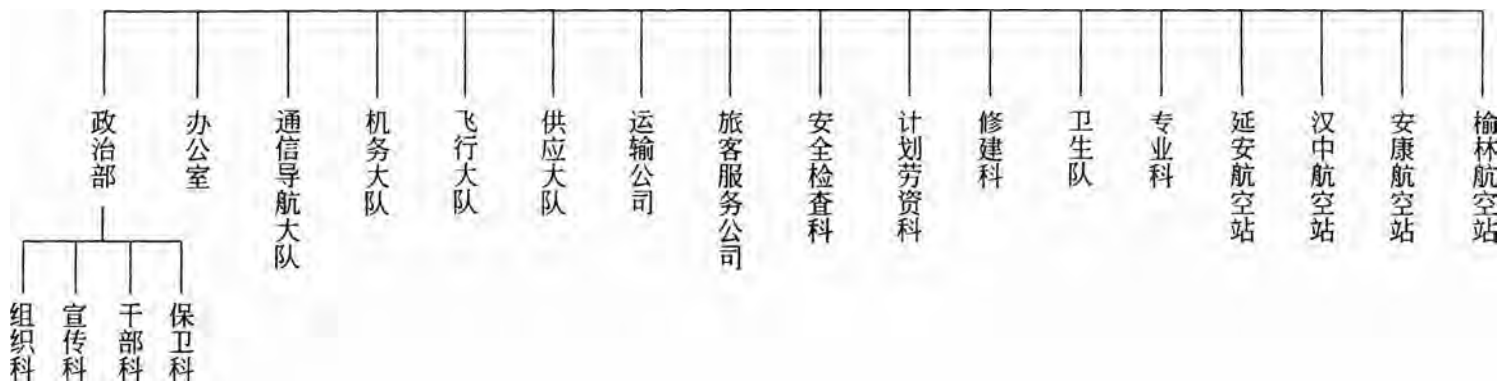 政治部
办公室
通信导航大队
机务大队
飞行大队
供应大队
运输公司
旅客服务公司
安全检查科
计划劳资科
修建科
卫生队
专业科
延安航空站
汉中航空站
安康航空站
榆林航空站
组织科
宣传科
干部科
保卫科